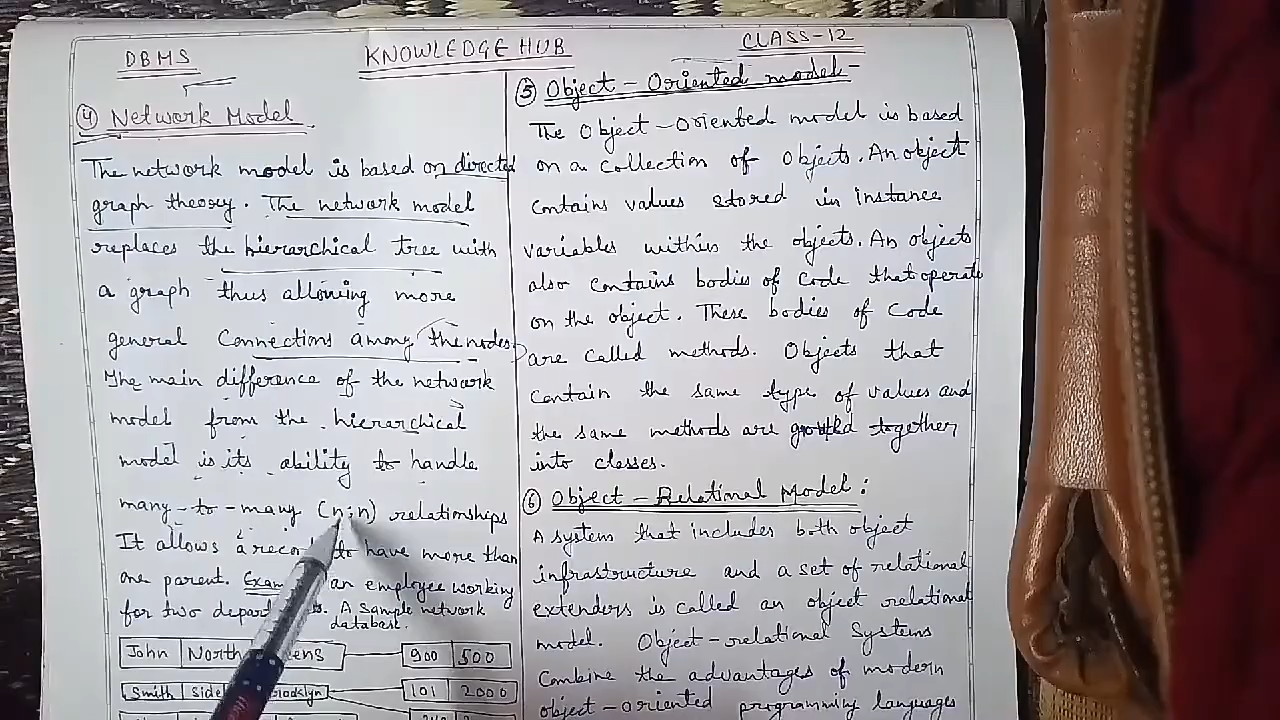 DBMS KNOWLEDGE HUB CLASS-12
④ Network Model
The network model is based on directed
graph theory. The network model
replaces the hierarchical tree with
a graph thus allowing more
general Connections among the nodes.
The main difference of the network
model from the hierarchical
model is its ability to handle
many-to-many (n:n) relationships
It allows a to have more than
one parent. an employee working
for two A Sample network
database.
John 900 500
Smith 101 2000
⑤ Object-Oriented model-
The Object-Oriented model is based
on a Collection of Objects. An object
Contains values stored in instance
variables within the objects. An objects
also Contains bodies of Code that operate
on the object. These bodies of Code
are Called methods. Objects that
Contain the same type of values and
the same methods are together
into classes.
⑥ Object-Relational Model:
A system that includes both object
infrastructure and a set of relational
extenders is called an object relational
model. Object-relational Systems
Combine the advantages of modern
object-oriented programming languages